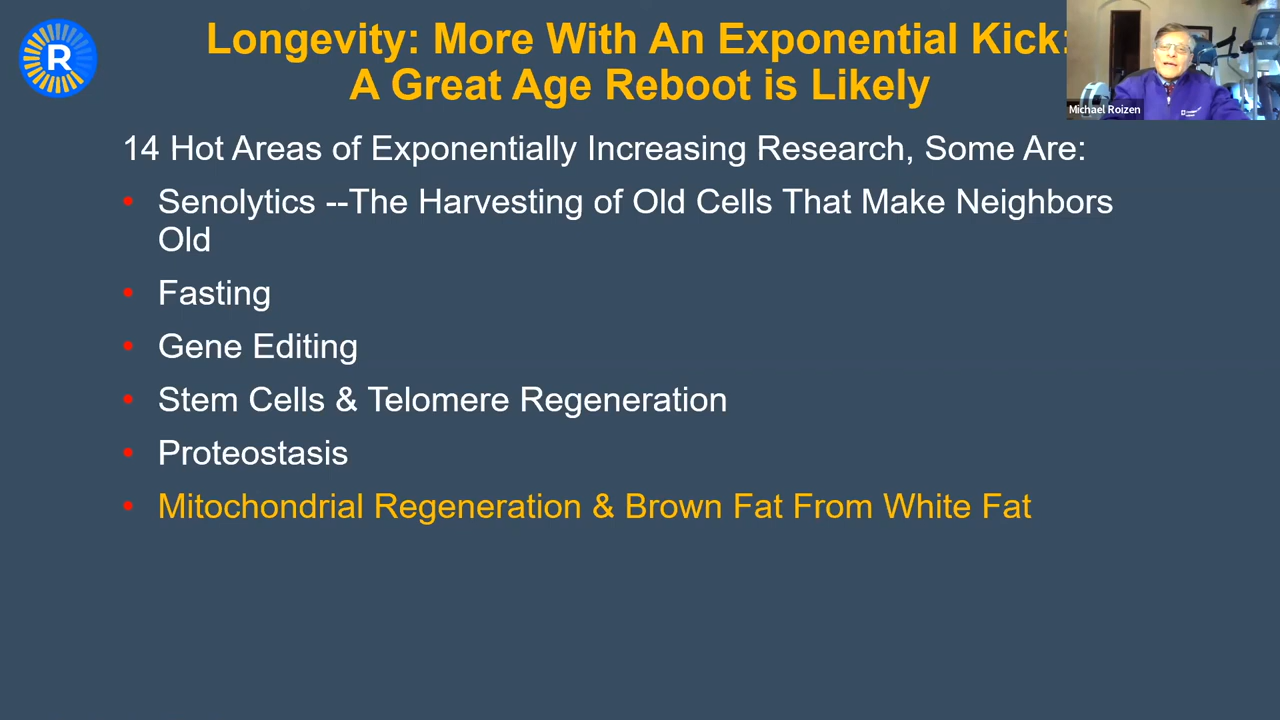 R
Longevity: More With An Exponential Kick:
A Great Age Reboot is Likely
Michael Roizen
14 Hot Areas of Exponentially Increasing Research, Some Are:
• Senolytics --The Harvesting of Old Cells That Make Neighbors
Old
• Fasting
• Gene Editing
• Stem Cells & Telomere Regeneration
• Proteostasis
• Mitochondrial Regeneration & Brown Fat From White Fat